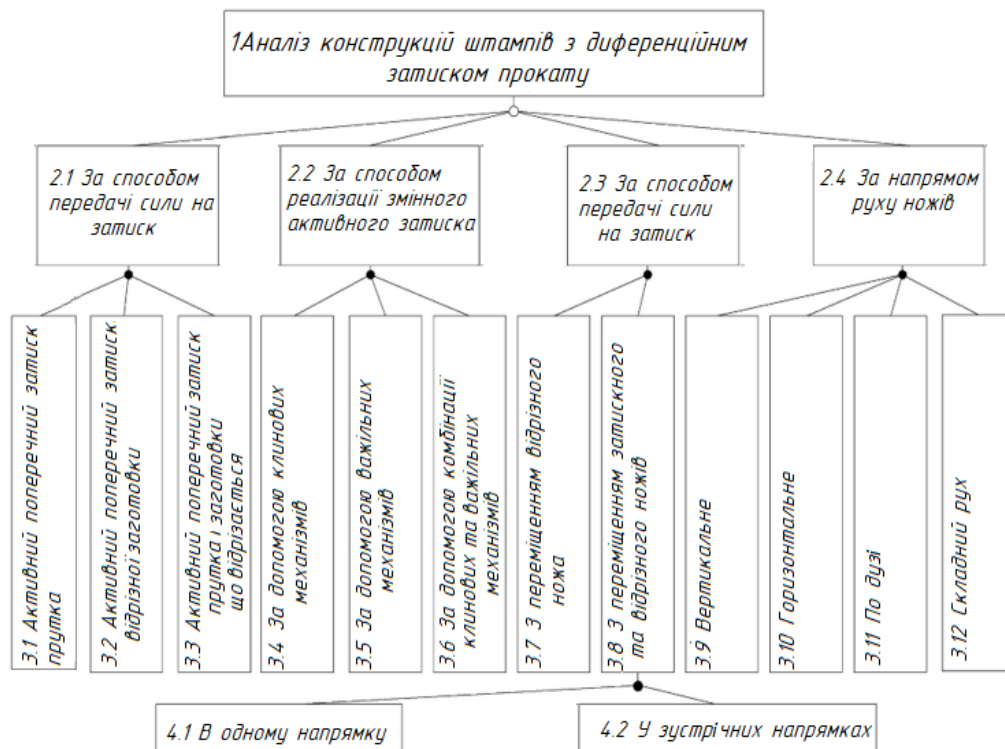 1Аналіз конструкцій штампів з диференційним
затиском прокату
2.1 За способом
передачі сили на
затиск
2.2 За способом
реалізації змінного
активного затиска
2.3 За способом
передачі сили
на затиск
2.4 За напрямом
руху ножів
3.1 Активний поперечний затиск
прутка
3.2 Активний поперечний затиск
відрізної заготовки
3.3 Активний поперечний затиск
прутка і заготовки
що відрізається
3.4 За допомогою клинових
механізмів
3.5 За допомогою важільних
механізмів
3.6 За допомогою комбінації
клинових та важільних
механізмів
3.7 З переміщенням відрізного
ножа
3.8 З переміщенням затискного
та відрізного ножів
3.9 Вертикальне
3.10 Горизонтальне
3.11 По дузі
3.12 Складний рух
4.1 В одному напрямку
4.2 У зустрічних напрямках